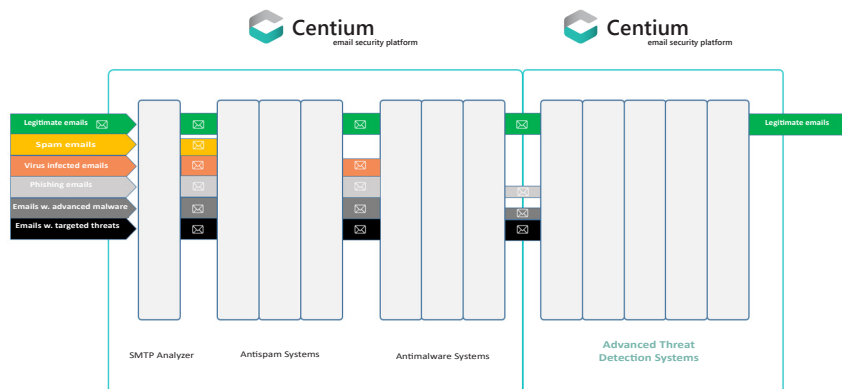 Centium
email security platform
Centium
email security platform
Legitimate emails
Spam emails
Virus infected emails
Phishing emails
Emails w. advanced malware
Emails w. targeted threats
Legitimate emails
SMTP Analyzer
Antispam Systems
Antimalware Systems
Advanced Threat
Detection Systems